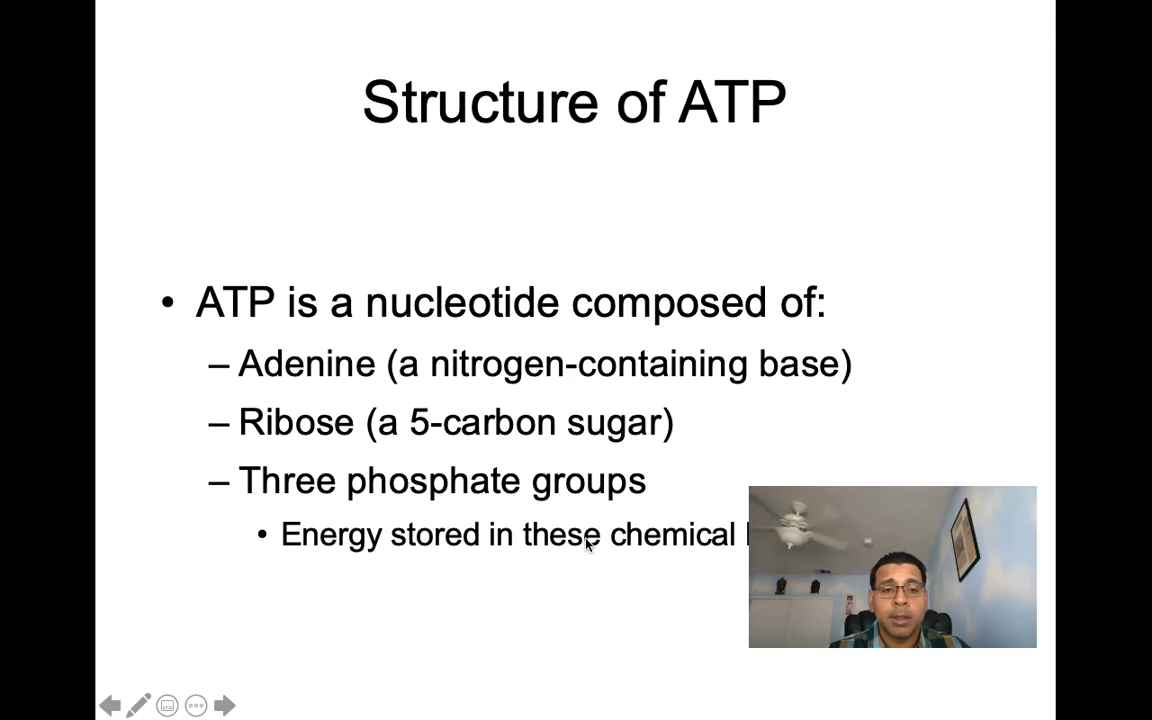 Structure of ATP
• ATP is a nucleotide composed of:
– Adenine (a nitrogen-containing base)
– Ribose (a 5-carbon sugar)
– Three phosphate groups
• Energy stored in these chemical